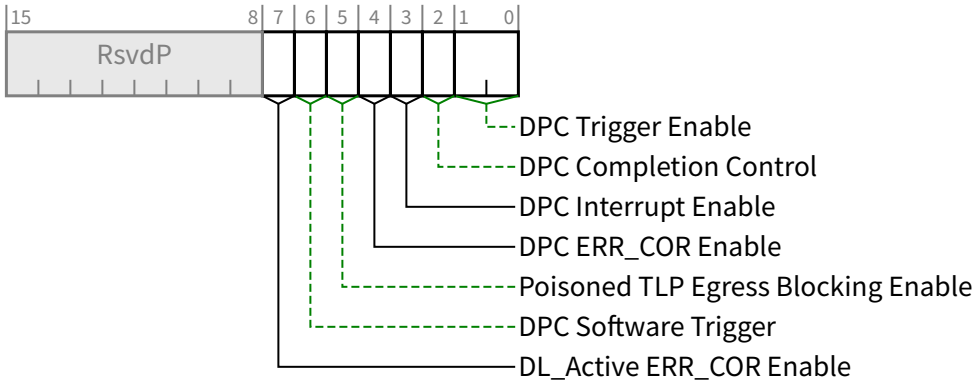 15 8 7 6 5 4 3 2 1 0
RsvdP
DPC Trigger Enable
DPC Completion Control
DPC Interrupt Enable
DPC ERR_COR Enable
Poisoned TLP Egress Blocking Enable
DPC Software Trigger
DL_Active ERR_COR Enable